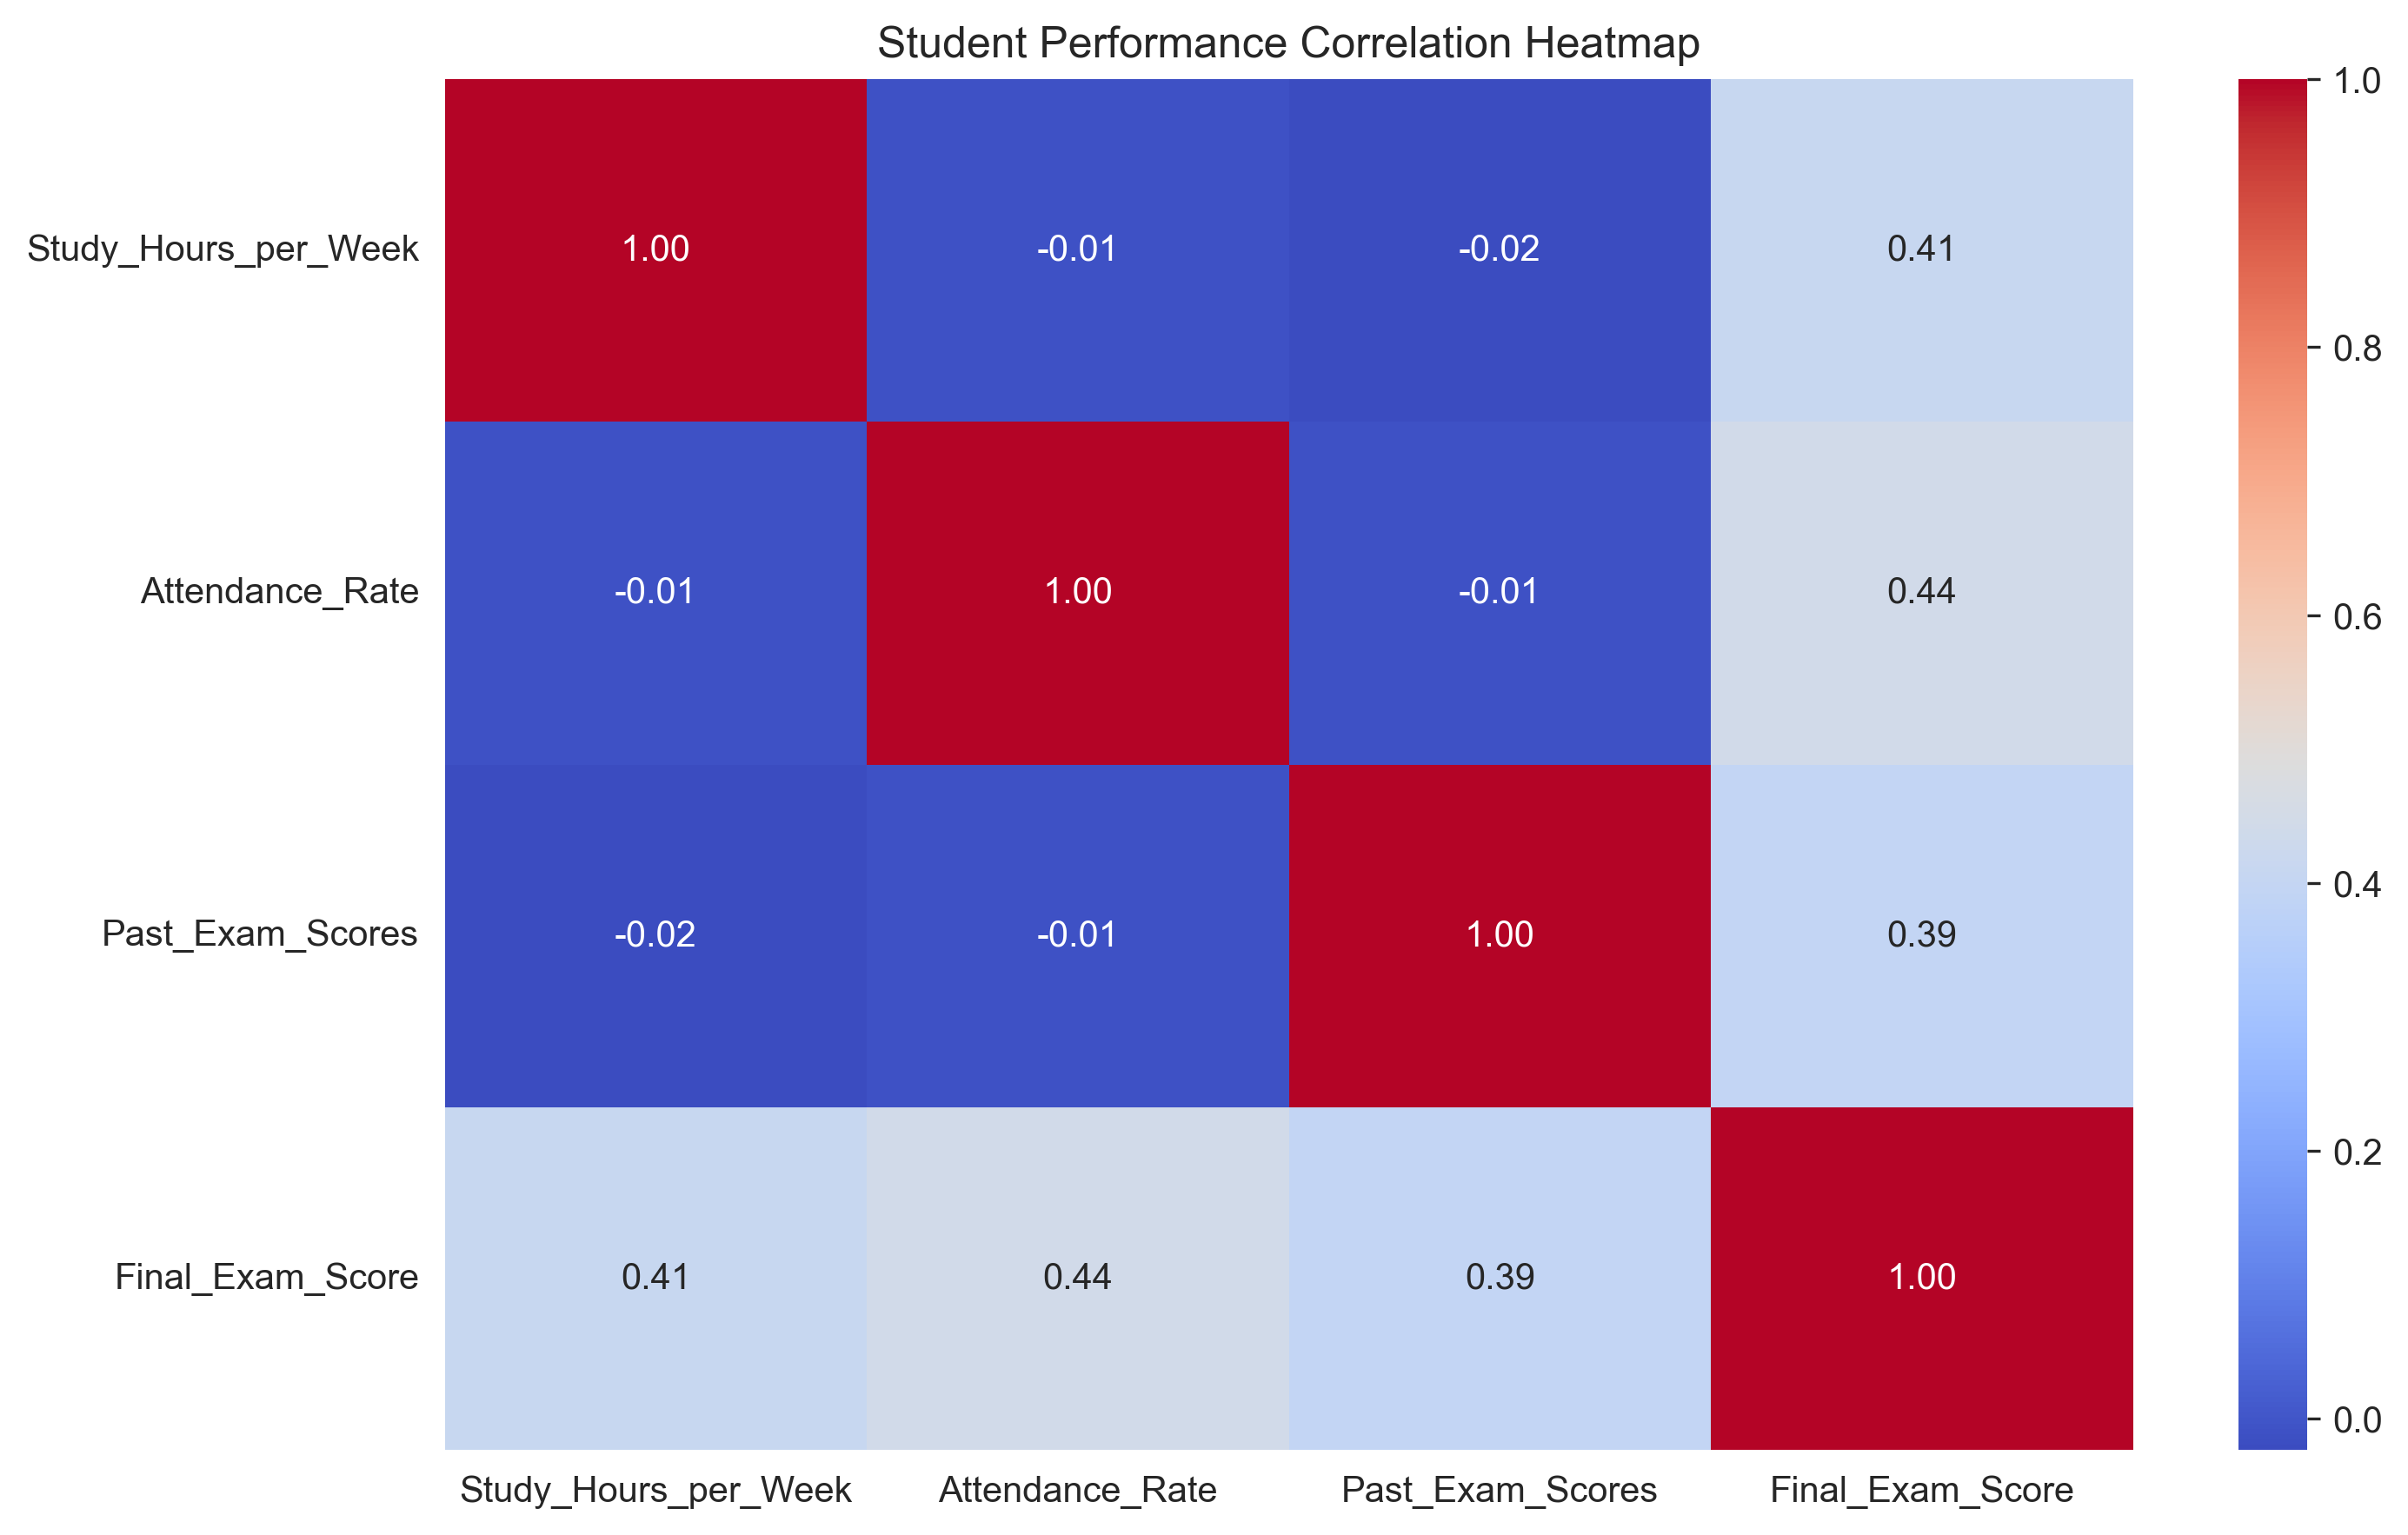 Student Performance Correlation Heatmap
Study_Hours_per_Week 1.00 -0.01 -0.02 0.41
Attendance_Rate -0.01 1.00 -0.01 0.44
Past_Exam_Scores -0.02 -0.01 1.00 0.39
Final_Exam_Score 0.41 0.44 0.39 1.00
Study_Hours_per_Week Attendance_Rate Past_Exam_Scores Final_Exam_Score
1.0
0.8
0.6
0.4
0.2
0.0